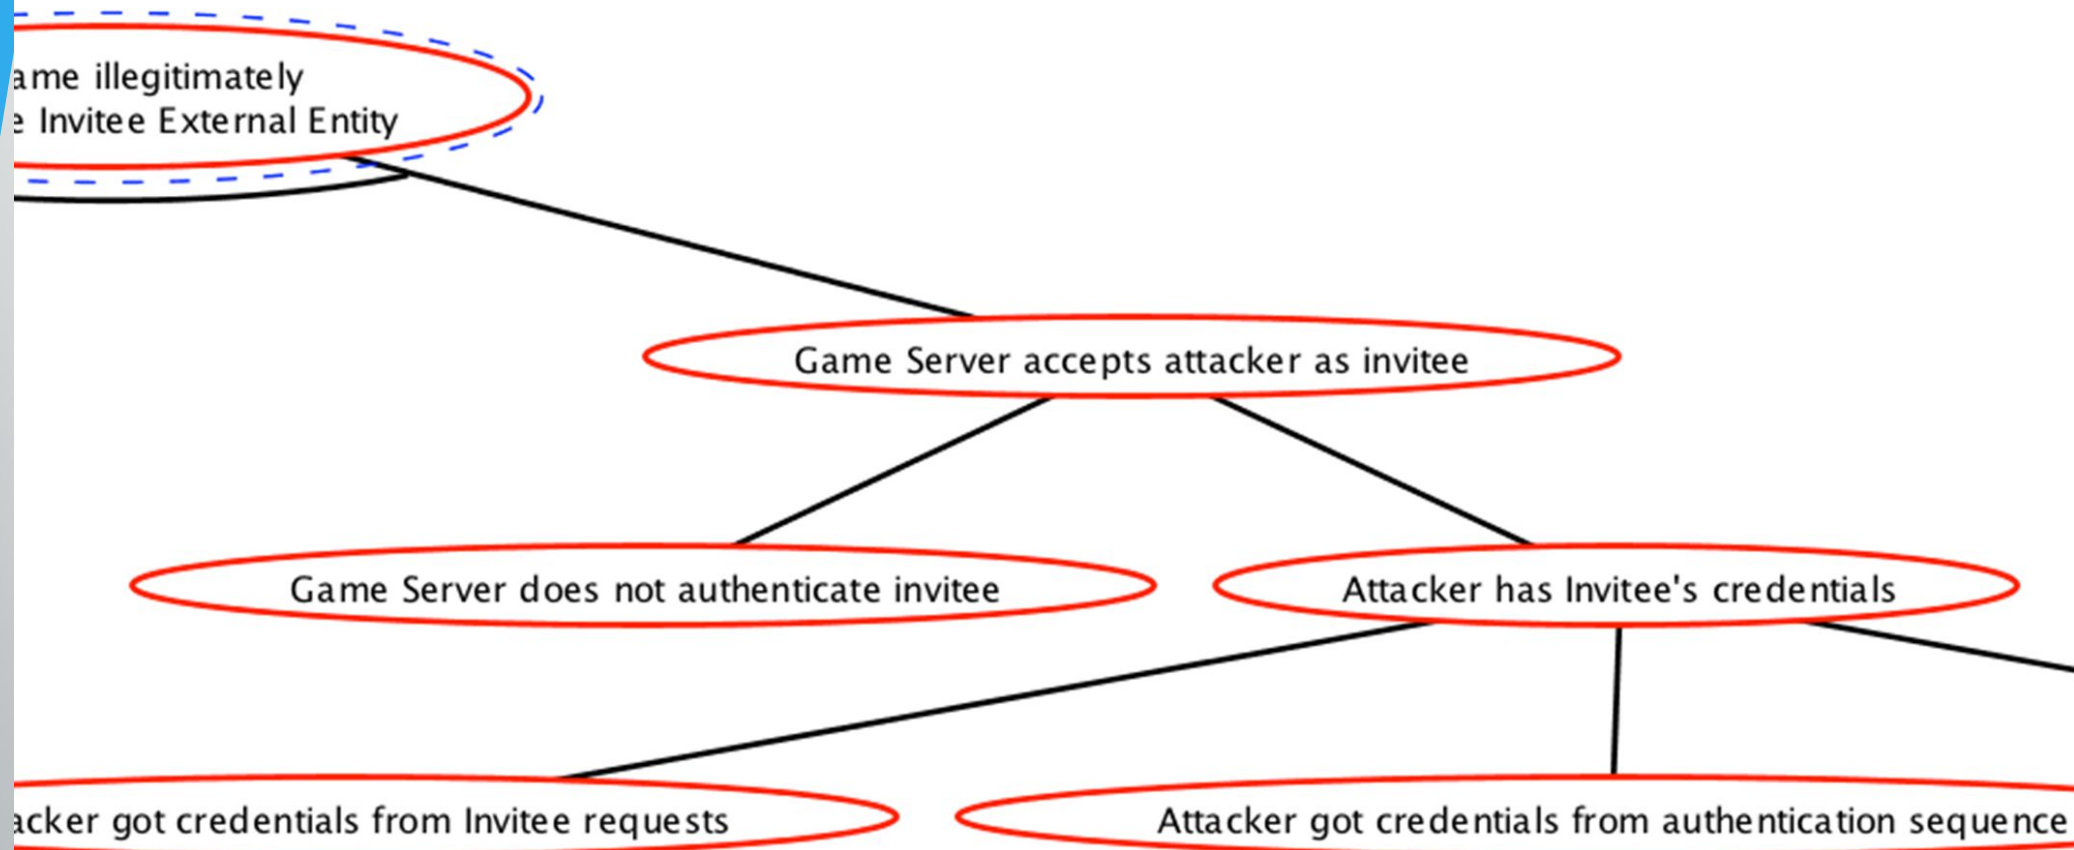 ame illegitimately
e Invitee External Entity
Game Server accepts attacker as invitee
Game Server does not authenticate invitee
Attacker has Invitee's credentials
acker got credentials from Invitee requests
Attacker got credentials from authentication sequence